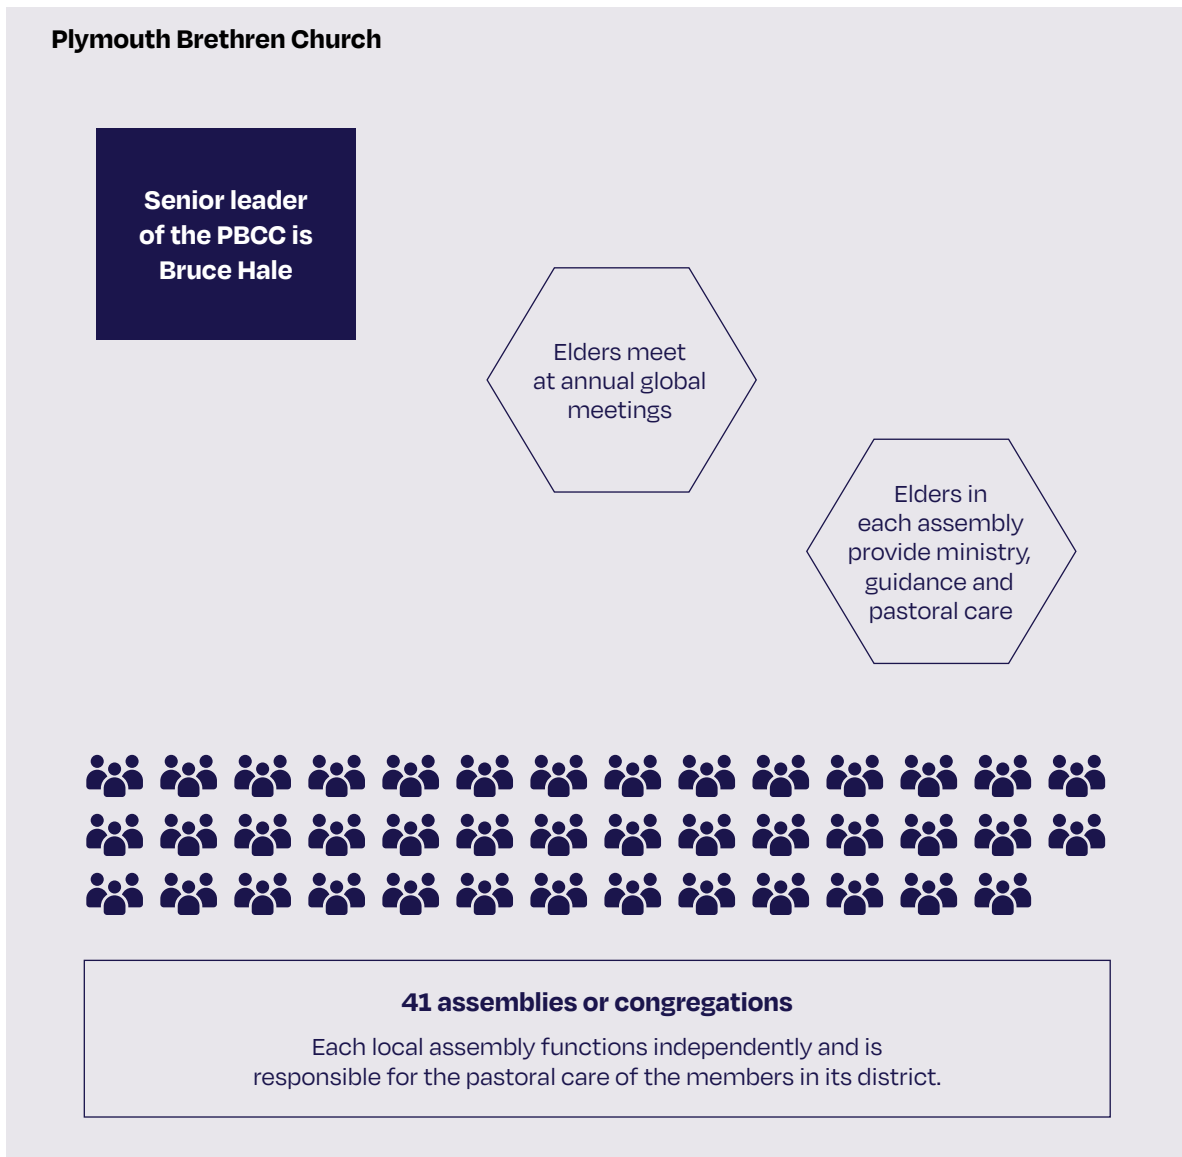 Plymouth Brethren Church
Senior leader
of the PBCC is
Bruce Hale
Elders meet
at annual global
meetings
Elders in
each assembly
provide ministry,
guidance and
pastoral care
41 assemblies or congregations
Each local assembly functions independently and is
responsible for the pastoral care of the members in its district.